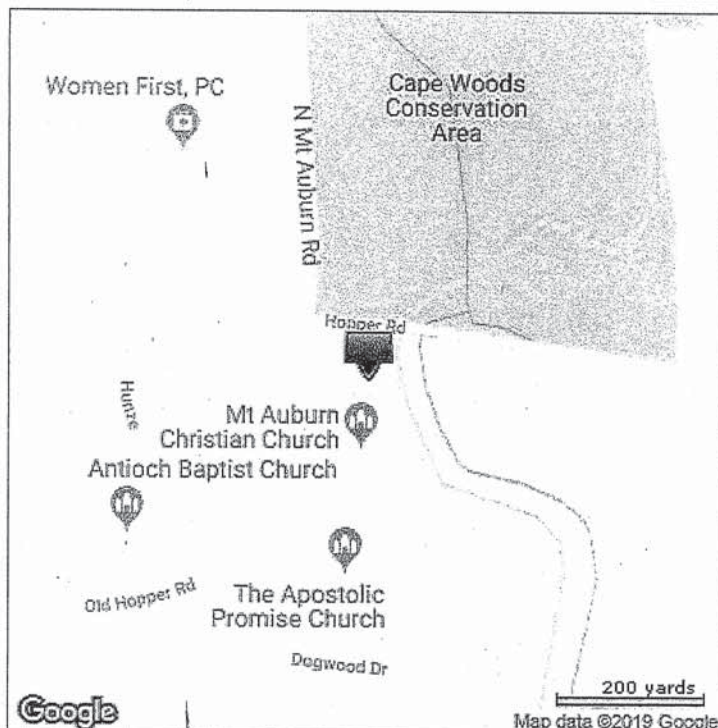 Women First, PC
Cape Woods
Conservation
Area
N Mt Auburn Rd
Hopper Rd
Hunze
Mt Auburn
Christian Church
Antioch Baptist Church
Old Hopper Rd
The Apostolic
Promise Church
Dogwood Dr
200 yards
Google
Map data ©2019 Google